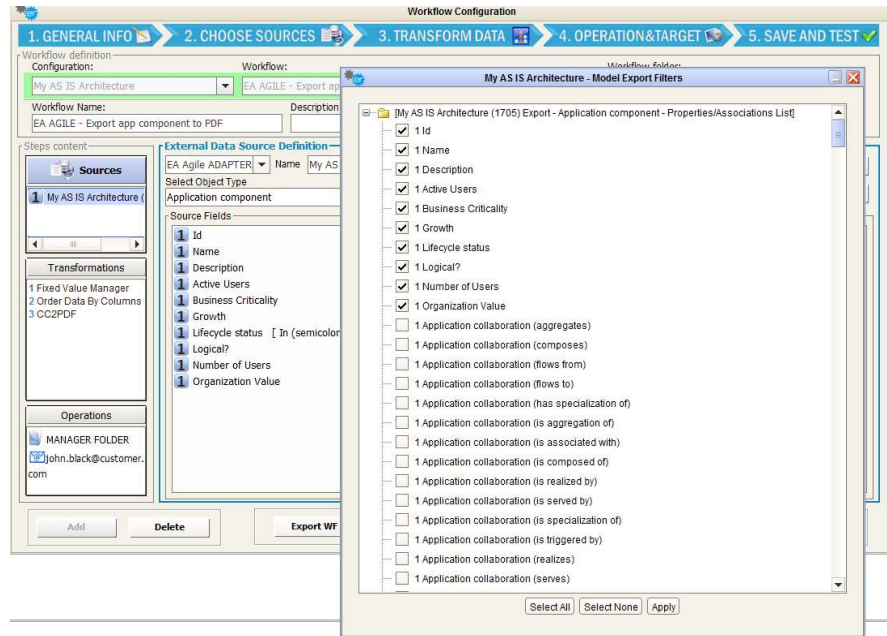 Workflow Configuration
1. GENERAL INFO
2. CHOOSE SOURCES
3. TRANSFORM DATA
4. OPERATION&TARGET
5. SAVE AND TEST
Workflow definition
Configuration:
Workflow:
Workflow folder:
My AS IS Architecture
EA AGILE - Export ap
Workflow Name:
Description
EA AGILE - Export app component to PDF
Steps content
Sources
1 My AS IS Architecture (
Transformations
1 Fixed Value Manager
2 Order Data By Columns
3 CC2PDF
Operations
MANAGER FOLDER
john.black@customer.
com
External Data Source Definition
EA Agile ADAPTER
Name
My AS
Select Object Type
Application component
Source Fields
1 Id
1 Name
1 Description
1 Active Users
1 Business Criticality
1 Growth
1 Lifecycle status [ In (semicolon
1 Logical?
1 Number of Users
1 Organization Value
Add
Delete
Export WF
My AS IS Architecture - Model Export Filters
[My AS IS Architecture (1705) Export - Application component - Properties/Associations List]
1 Id
1 Name
1 Description
1 Active Users
1 Business Criticality
1 Growth
1 Lifecycle status
1 Logical?
1 Number of Users
1 Organization Value
1 Application collaboration (aggregates)
1 Application collaboration (composes)
1 Application collaboration (flows from)
1 Application collaboration (flows to)
1 Application collaboration (has specialization of)
1 Application collaboration (is aggregation of)
1 Application collaboration (is associated with)
1 Application collaboration (is composed of)
1 Application collaboration (is realized by)
1 Application collaboration (is served by)
1 Application collaboration (is specialization of)
1 Application collaboration (is triggered by)
1 Application collaboration (realizes)
1 Application collaboration (serves)
Select All
Select None
Apply